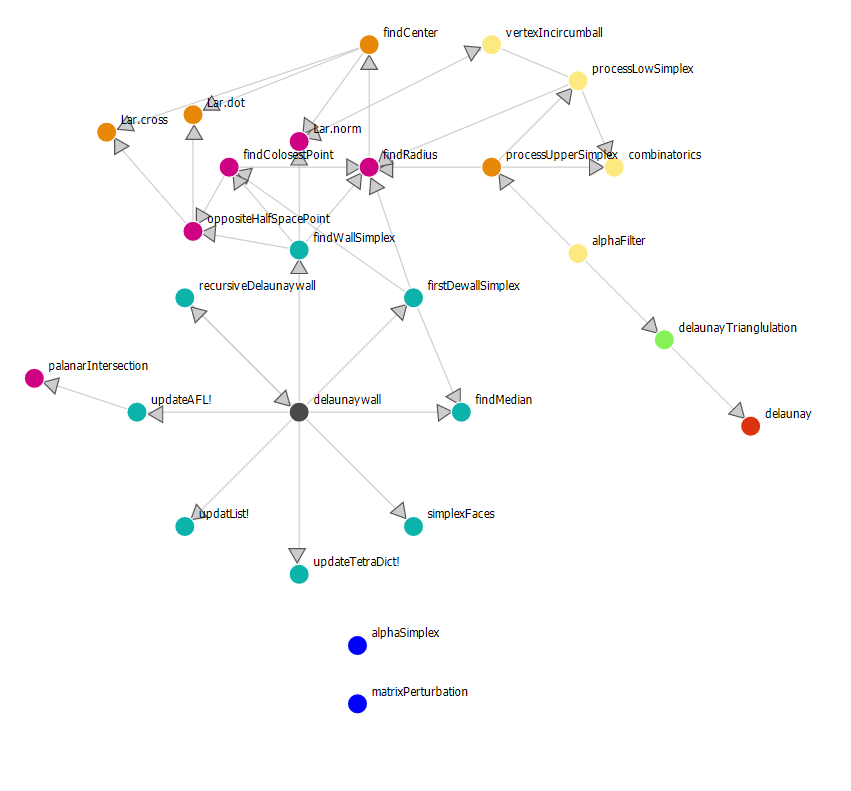 findCenter
vertexIncircumball
processLowSimplex
Lar.dot
Lar.cross
Lar.norm
findColosestPoint
findRadius
processUpperSimplex
combinatorics
oppositeHalfSpacePoint
findWallSimplex
alphaFilter
recursiveDelaunaywall
firstDewallSimplex
delaunayTrianglulation
palanarIntersection
updateAFL!
delaunaywall
findMedian
delaunay
updatList!
simplexFaces
updateTetraDict!
alphaSimplex
matrixPerturbation